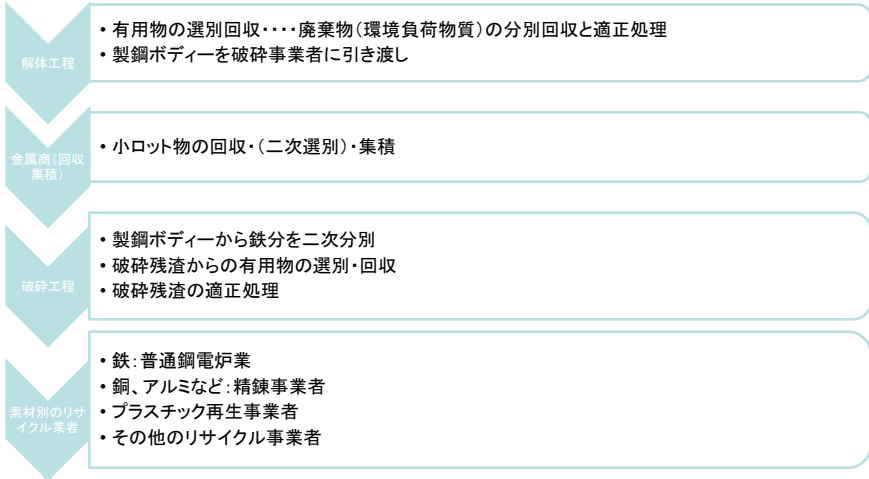 解体工程
• 有用物の選別回収････廃棄物(環境負荷物質)の分別回収と適正処理
• 製鋼ボディーを破砕事業者に引き渡し
金属商(回収
集積)
• 小ロット物の回収・(二次選別)・集積
破砕工程
• 製鋼ボディーから鉄分を二次分別
• 破砕残渣からの有用物の選別・回収
• 破砕残渣の適正処理
素材別のリサ
イクル業者
• 鉄:普通鋼電炉業
• 銅、アルミなど:精錬事業者
• プラスチック再生事業者
• その他のリサイクル事業者